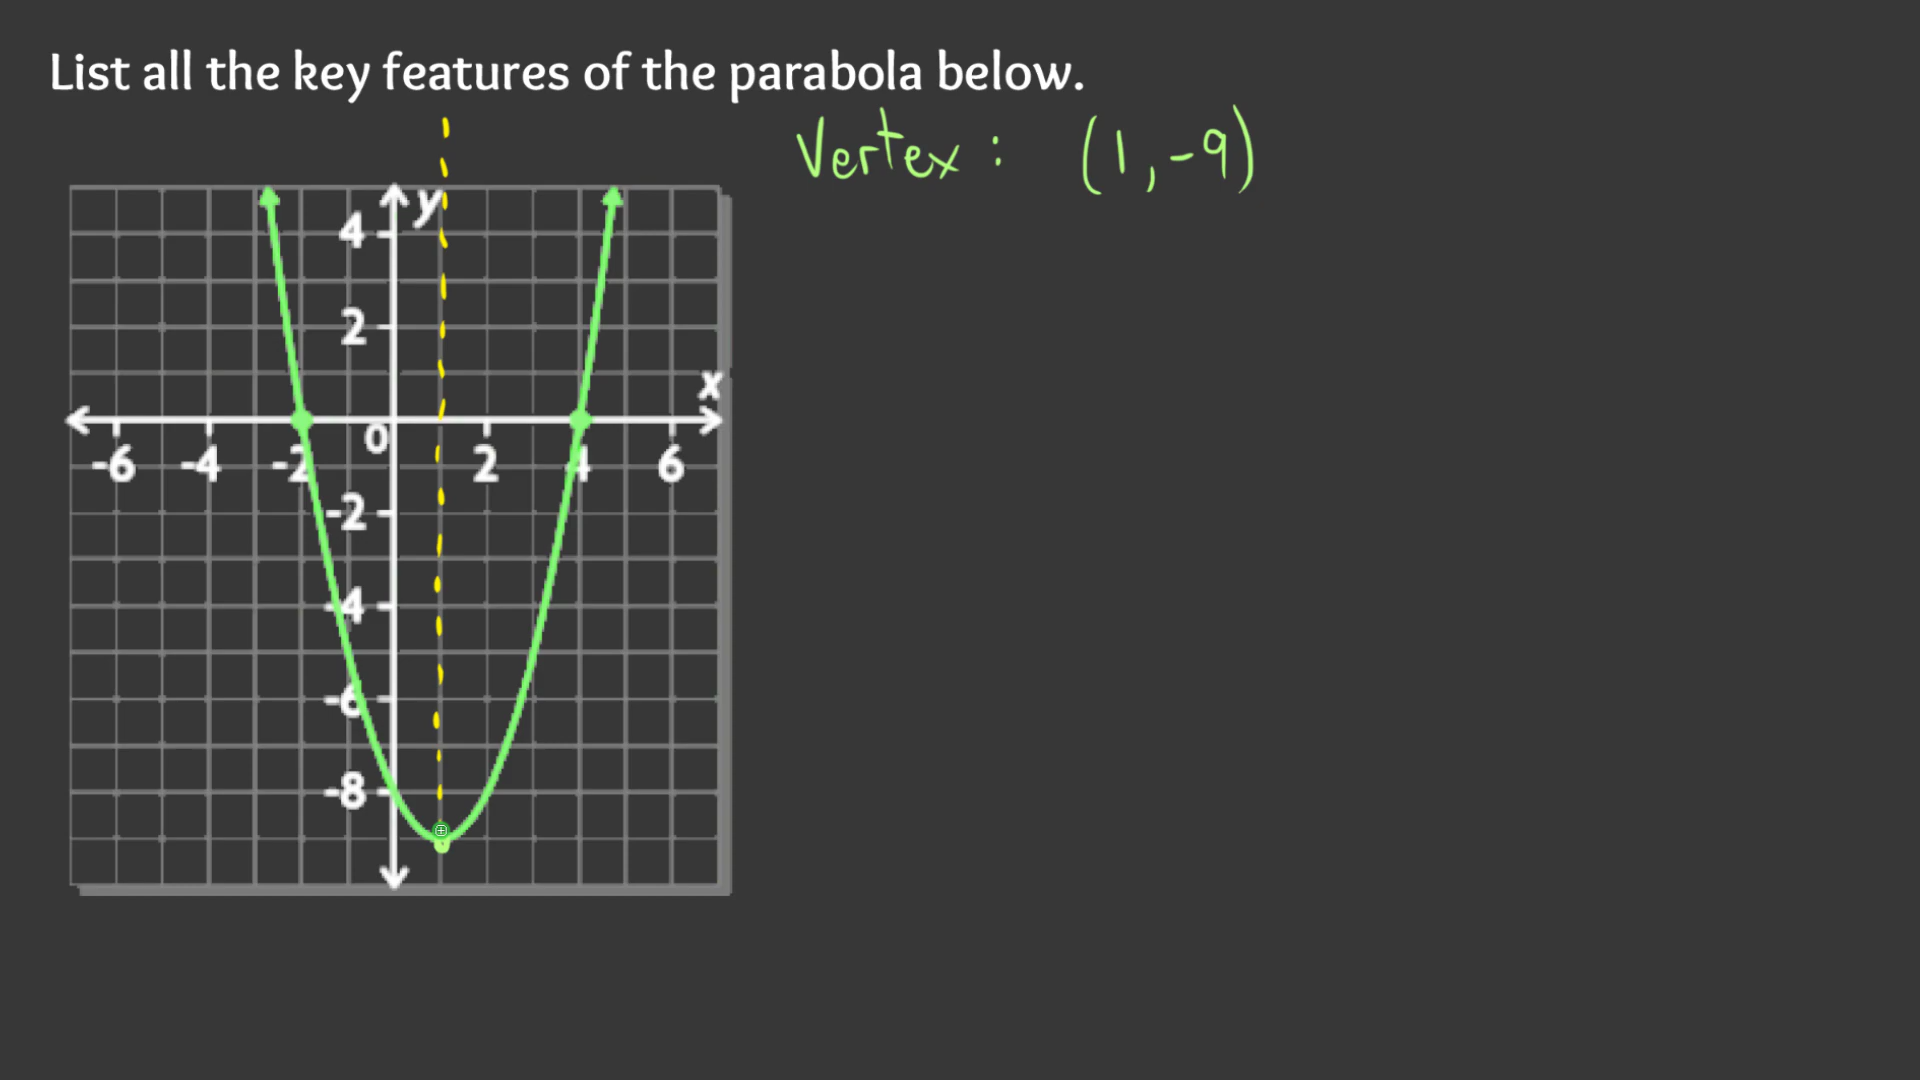 List all the key features of the parabola below.
Vertex : (1, -9)
y
4
2
x
-6 -4 -2 0 2 4 6
-2
-4
-6
-8